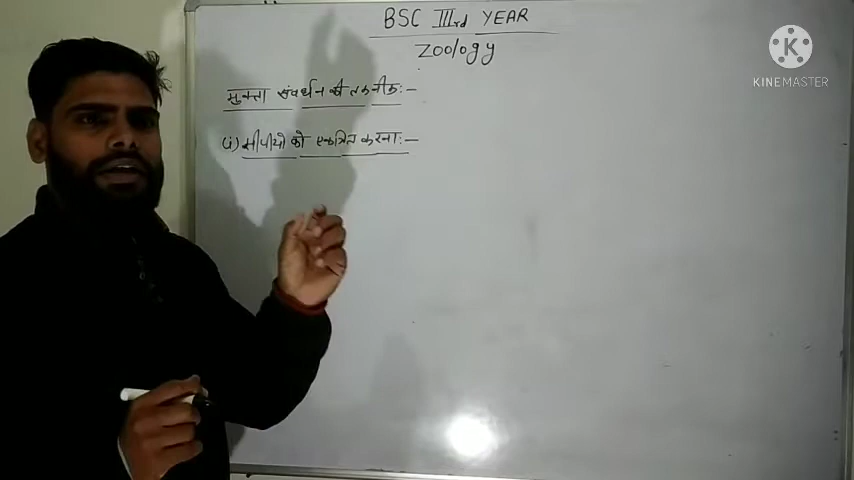 BSC IIIrd YEAR
Zoology
मुक्ता संवर्धन की तकनीक:-
(i) सीपीयो को एकत्रित करना:-
K
KINEMASTER